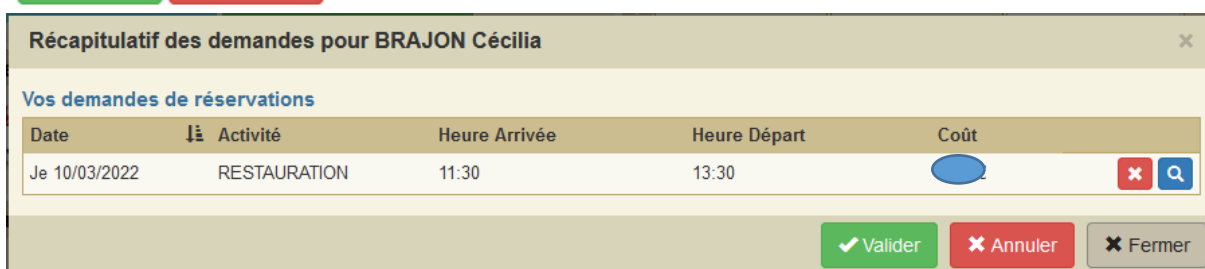 Récapitulatif des demandes pour BRAJON Cécilia
Vos demandes de réservations
Date Activité Heure Arrivée Heure Départ Coût
Je 10/03/2022 RESTAURATION 11:30 13:30
Valider Annuler Fermer